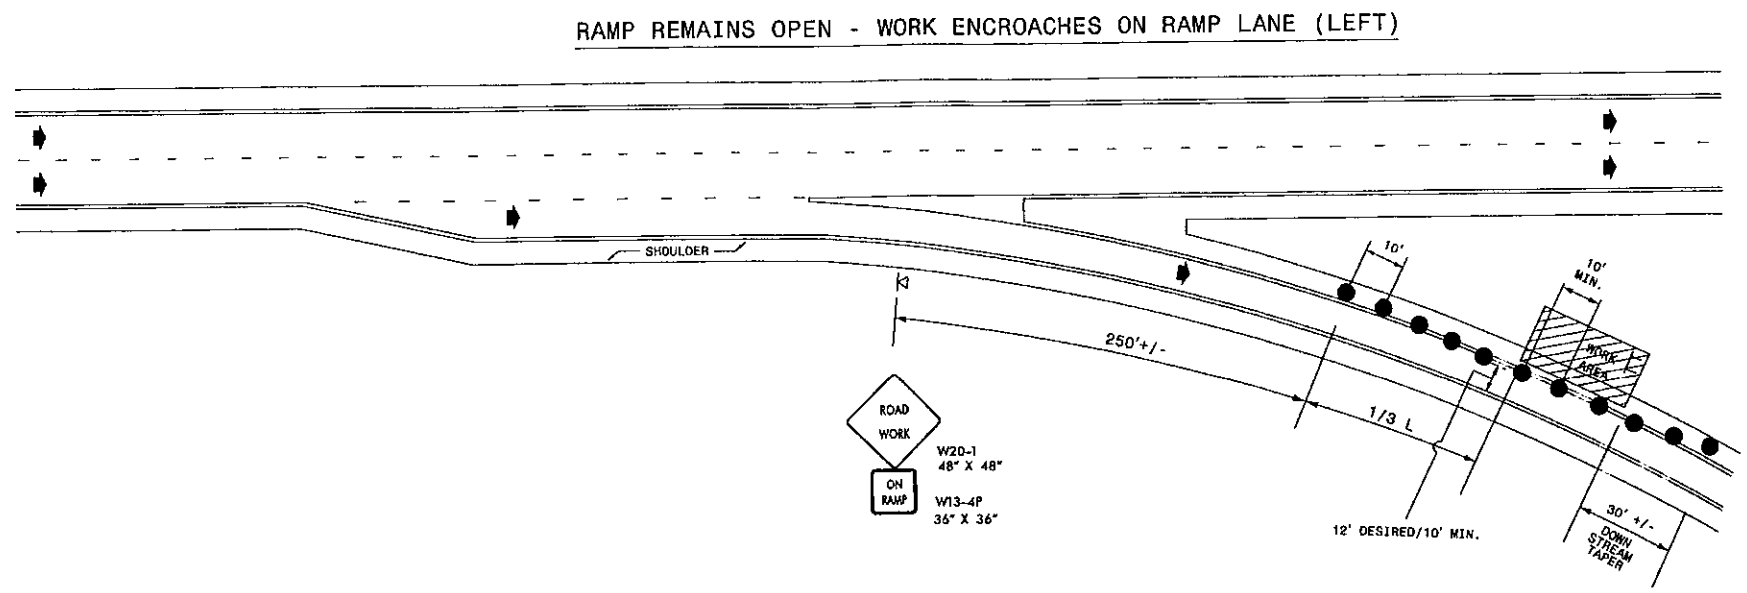 RAMP REMAINS OPEN - WORK ENCROACHES ON RAMP LANE (LEFT)
SHOULDER
10'
10'
MIN.
WORK
AREA
250'+/-
1/3 L
ROAD
WORK
W20-1
48" X 48"
ON
RAMP
W13-4P
36" X 36"
12' DESIRED/10' MIN.
30' +/-
DOWN
STREAM
TAPER